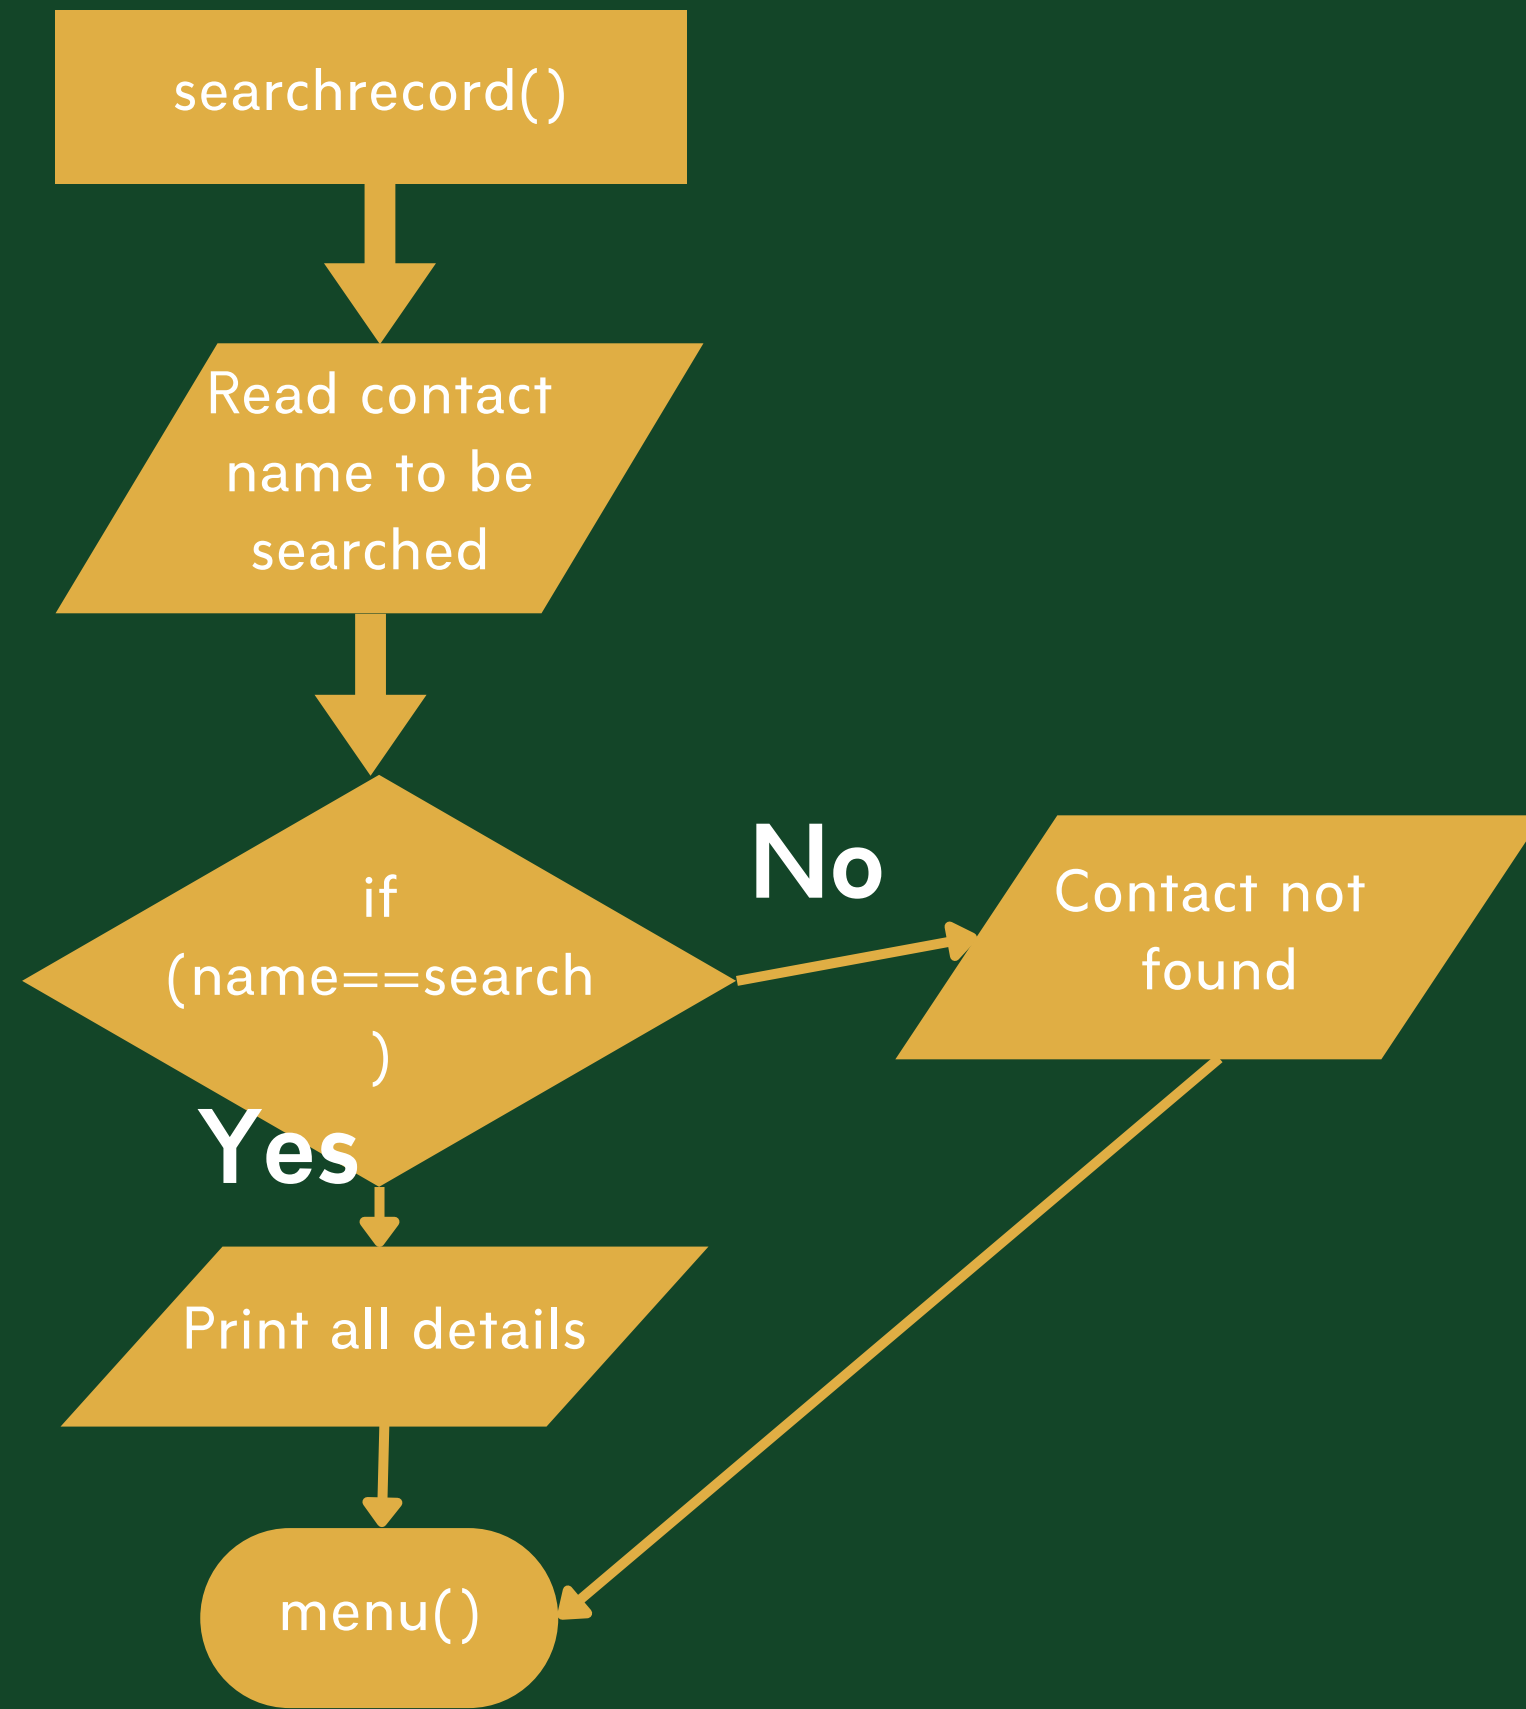 searchrecord()
Read contact
name to be
searched
if
(name==search
)
No
Contact not
found
Yes
Print all details
menu()